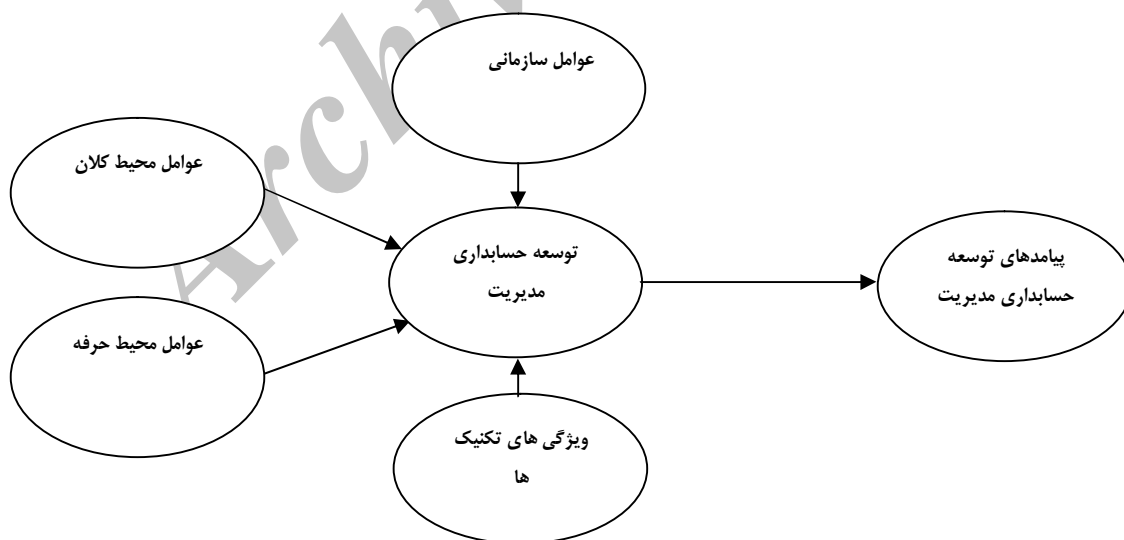 عوامل سازمانی
عوامل محیط کلان
توسعه حسابداری
مدیریت
پیامدهای توسعه
حسابداری مدیریت
عوامل محیط حرفه
ویژگی های تکنیک
ها
Archiv